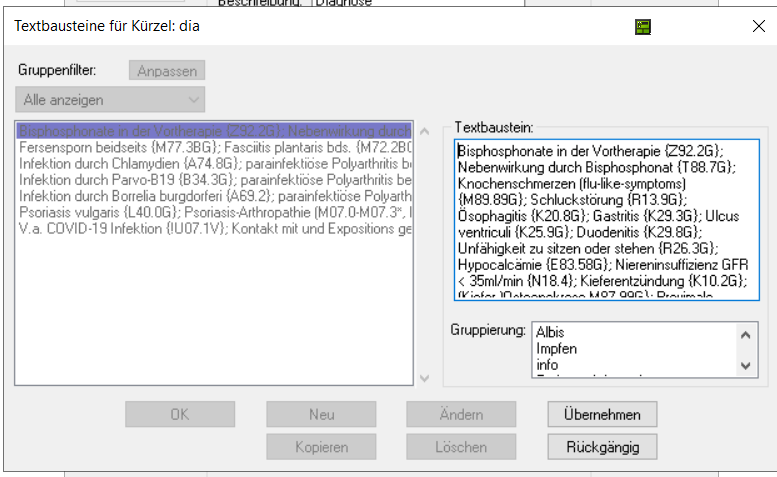 Beschreibung: Diagnose
Textbausteine für Kürzel: dia
Gruppenfilter:
Anpassen
Alle anzeigen
Bisphosphonate in der Vortherapie {Z92.2G}; Nebenwirkung durch
Fersensporn beidseits {M77.3BG}; Fasciitis plantaris bds. {M72.2BG
Infektion durch Chlamydien {A74.8G}; parainfektiöse Polyarthritis be
Infektion durch Parvo-B19 {B34.3G}; parainfektiöse Polyarthritis be
Infektion durch Borrelia burgdorferi {A69.2}; parainfektiöse Polyarth
Psoriasis vulgaris {L40.0G}; Psoriasis-Arthropathie (M07.0-M07.3*,
V.a. COVID-19 Infektion {!U07.1V}; Kontakt mit und Expositions ge
Textbaustein:
Bisphosphonate in der Vortherapie {Z92.2G};
Nebenwirkung durch Bisphosphonat {T88.7G};
Knochenschmerzen (flu-like-symptoms)
{M89.89G}; Schluckstörung {R13.9G};
Ösophagitis {K20.8G}; Gastritis {K29.3G}; Ulcus
ventriculi {K25.9G}; Duodenitis {K29.8G};
Unfähigkeit zu sitzen oder stehen {R26.3G};
Hypocalcämie {E83.58G}; Niereninsuffizienz GFR
< 35ml/min {N18.4}; Kieferentzündung {K10.2G};
(Kiefer-)Osteonekrose M87.99G}; Proximale
Gruppierung:
Albis
Impfen
info
OK
Neu
Ändern
Übernehmen
Kopieren
Löschen
Rückgängig